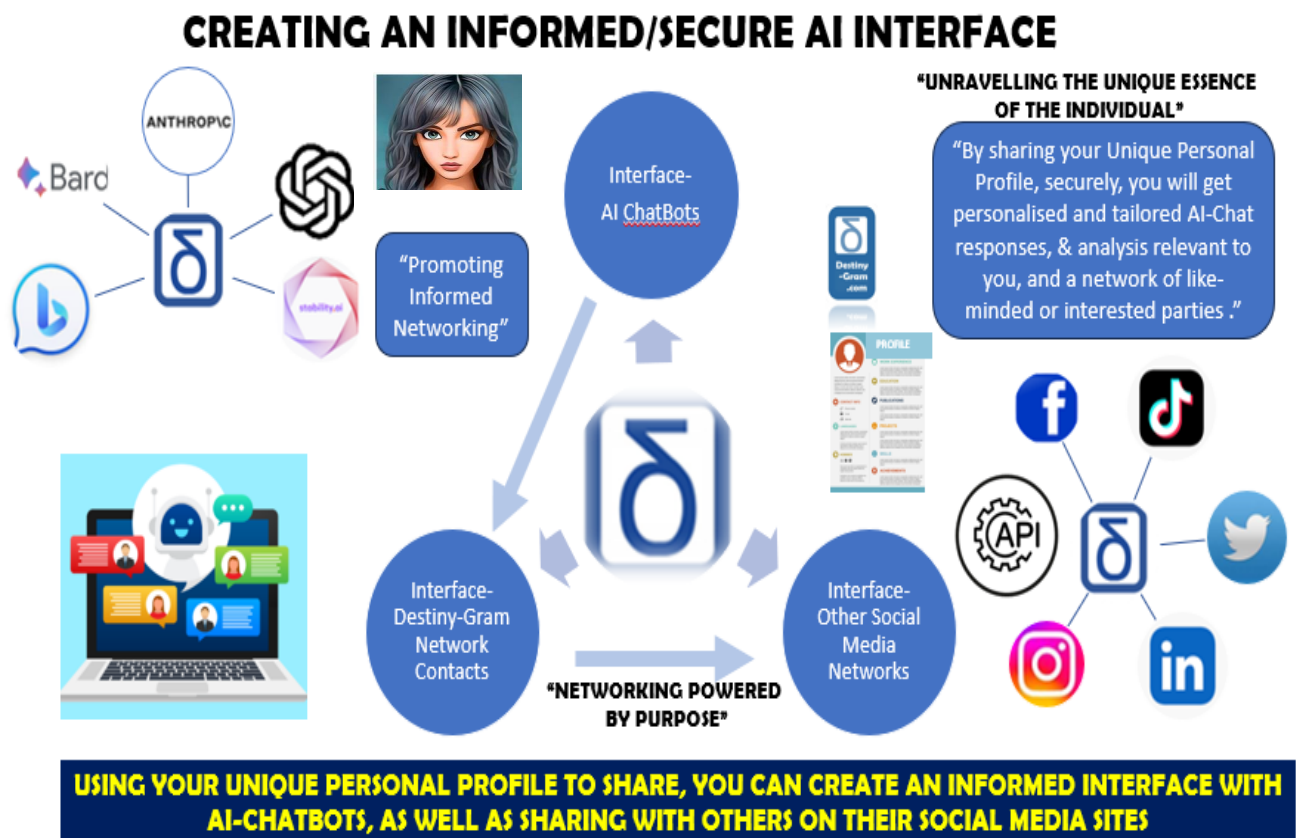 CREATING AN INFORMED/SECURE AI INTERFACE
ANTHROP\C
Bard
δ
b
stability.ai
"Promoting
Informed
Networking"
Interface-
AI ChatBots
"UNRAVELLING THE UNIQUE ESSENCE
OF THE INDIVIDUAL"
"By sharing your Unique Personal
Profile, securely, you will get
personalised and tailored AI-Chat
responses, & analysis relevant to
you, and a network of like-
minded or interested parties ."
δ
Destiny
-Gram
.com
PROFILE
δ
Interface-
Destiny-Gram
Network
Contacts
Interface-
Other Social
Media
Networks
"NETWORKING POWERED
BY PURPOSE"
f
API
δ
in
USING YOUR UNIQUE PERSONAL PROFILE TO SHARE, YOU CAN CREATE AN INFORMED INTERFACE WITH
AI-CHATBOTS, AS WELL AS SHARING WITH OTHERS ON THEIR SOCIAL MEDIA SITES